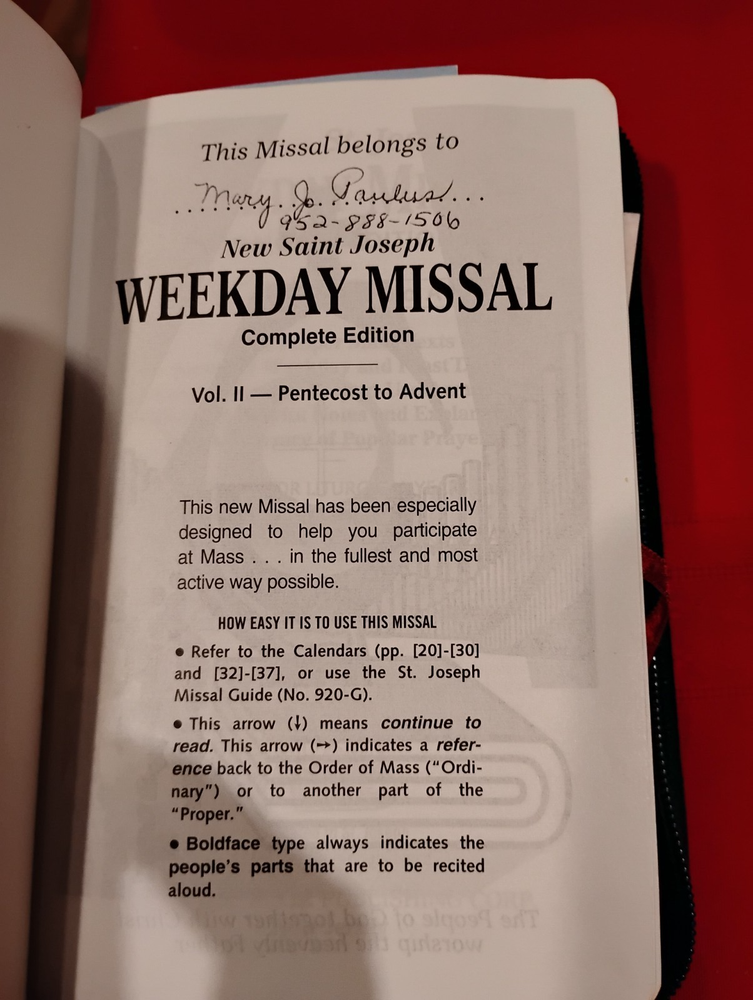 This Missal belongs to
Mary Jo Paulus
952-888-1506
New Saint Joseph
WEEKDAY MISSAL
Complete Edition
Vol. II — Pentecost to Advent
This new Missal has been especially
designed to help you participate
at Mass . . . in the fullest and most
active way possible.
HOW EASY IT IS TO USE THIS MISSAL
• Refer to the Calendars (pp. [20]-[30]
and [32]-[37], or use the St. Joseph
Missal Guide (No. 920-G).
• This arrow (↓) means continue to
read. This arrow (→) indicates a refer-
ence back to the Order of Mass (“Ordi-
nary”) or to another part of the
“Proper.”
• Boldface type always indicates the
people's parts that are to be recited
aloud.